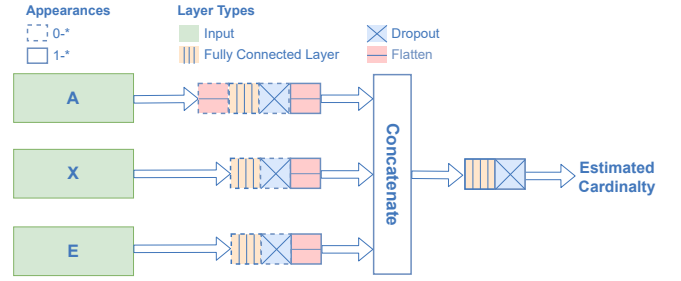 Appearances
0-*
1-*
Layer Types
Input
Fully Connected Layer
Dropout
Flatten
A
X
E
Concatenate
Estimated
Cardinalty